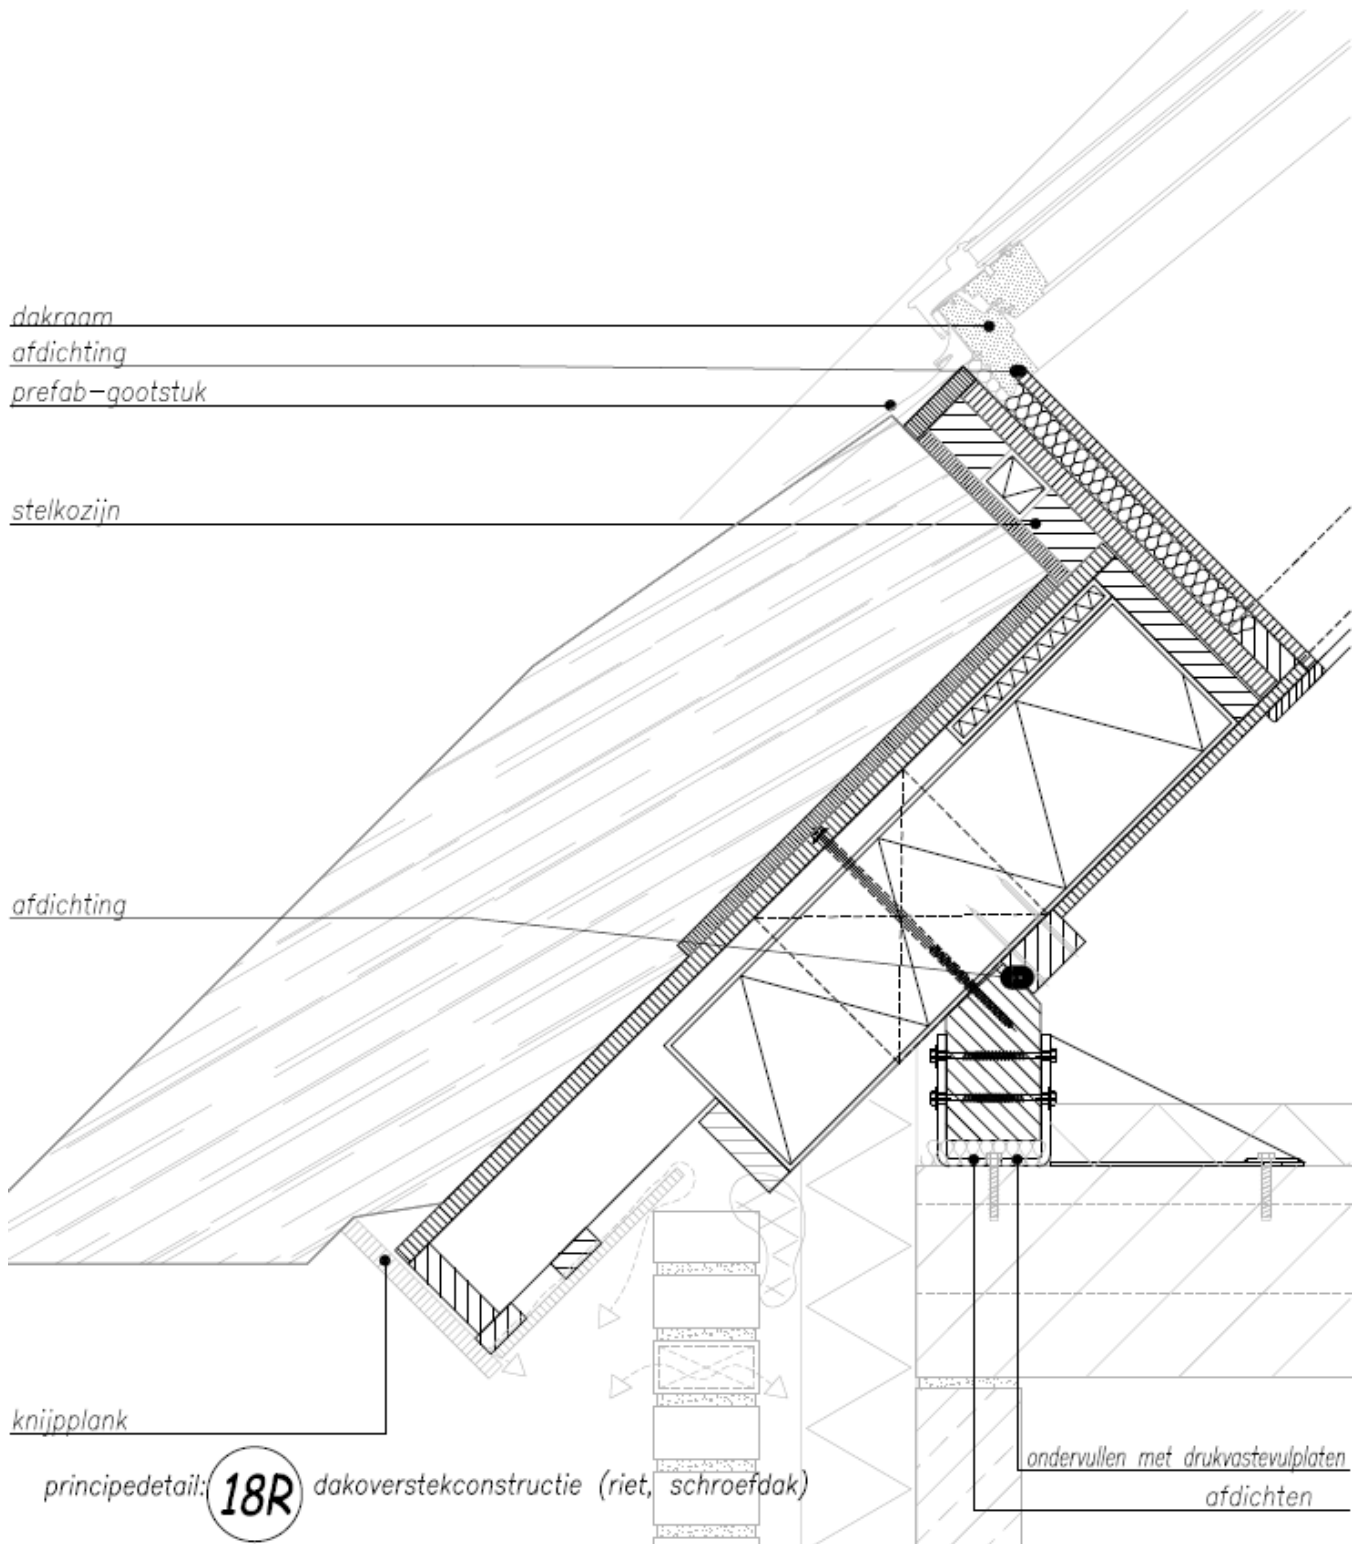 dakraam
afdichting
prefab-gootstuk
stelkozijn
afdichting
knijpplank
ondervullen met drukvastevulplaten
principedetail: 18R dakoverstekconstructie (riet, schroefdak)
afdichten